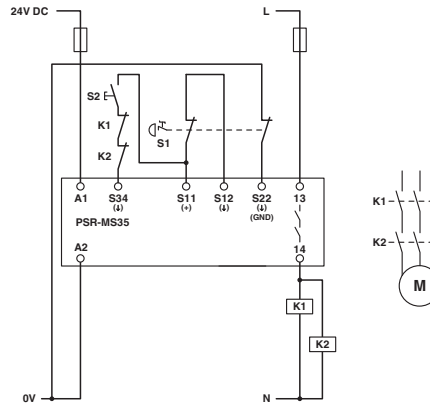 24V DC
L
S2
K1
S1
K2
A1
S34
(↓)
S11
(+)
S12
(↓)
S22
(↓)
(GND)
13
PSR-MS35
A2
14
K1
K2
K1
K2
M
0V
N